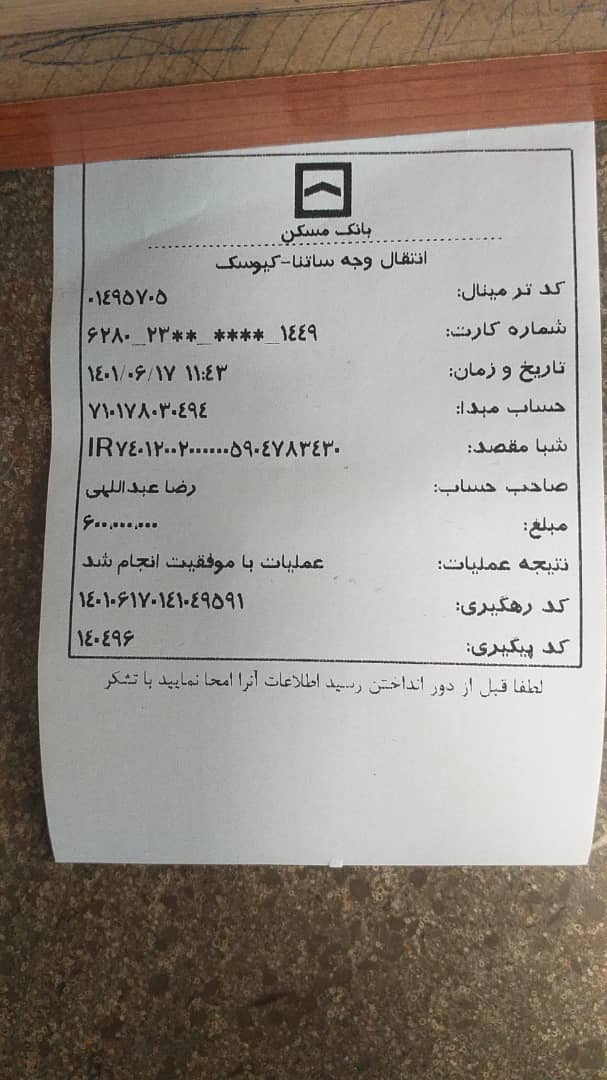 بانک مسکن
انتقال وجه ساتنا-کیوسک
کد ترمینال: ۰۱۴۹۵۷۰۵
شماره کارت: ۶۲۸۰_۲۳**_****_۱۴۴۹
تاریخ و زمان: ۱۴۰۱/۰۶/۱۷ ۱۱:۴۳
حساب مبدا: ۷۱۰۱۷۸۰۳۰۴۹۴
شبا مقصد: IR۷۴۰۱۲۰۰۲۰۰۰۰۰۰۵۹۰۴۷۸۳۴۳۰
صاحب حساب: رضا عبداللهی
مبلغ: ۶۰۰,۰۰۰,۰۰۰
نتیجه عملیات: عملیات با موفقیت انجام شد
کد رهگیری: ۱۴۰۱۰۶۱۷۰۱۴۱۰۴۹۵۹۱
کد پیگیری: ۱۴۰۴۹۶
لطفا قبل از دور انداختن رسید اطلاعات آنرا امحا نمایید با تشکر